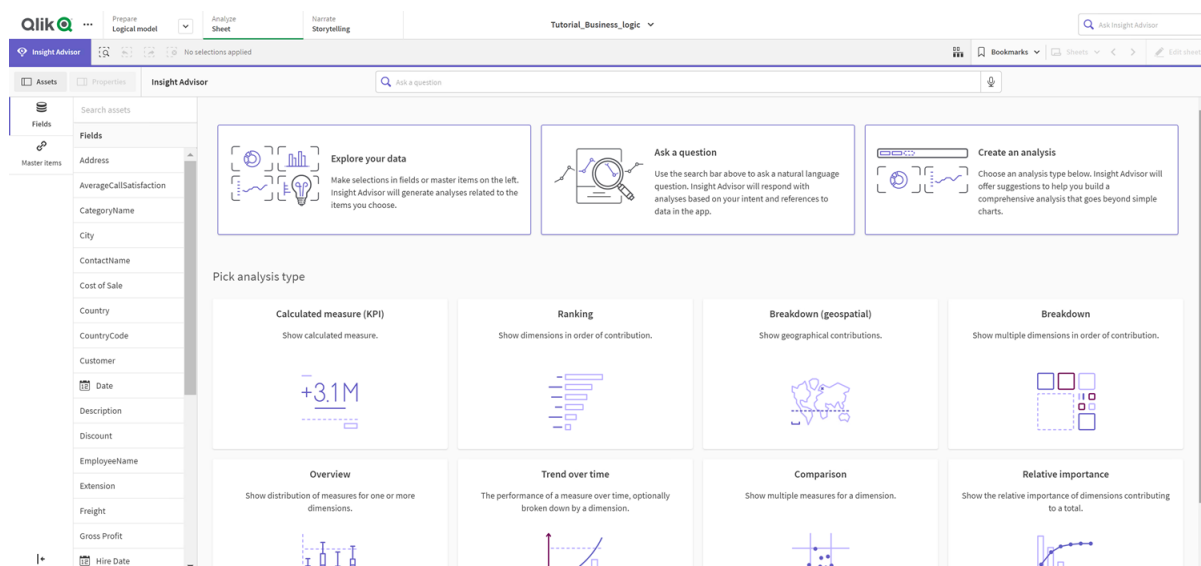 Qlik
Prepare
Logical model
Analyze
Sheet
Narrate
Storytelling
Tutorial_Business_logic
Ask Insight Advisor
Insight Advisor
No selections applied
Bookmarks
Sheets
Edit sheet
Assets
Properties
Insight Advisor
Ask a question
Fields
Master Items
Search assets
Fields
Address
AverageCallSatisfaction
CategoryName
City
ContactName
Cost of Sale
Country
CountryCode
Customer
Date
Description
Discount
EmployeeName
Extension
Freight
Gross Profit
Hire Date
Explore your data
Make selections in fields or master items on the left.
Insight Advisor will generate analyses related to the
items you choose.
Ask a question
Use the search bar above to ask a natural language
question. Insight Advisor will respond with
analyses based on your intent and references to
data in the app.
Create an analysis
Choose an analysis type below. Insight Advisor will
offer suggestions to help you build a
comprehensive analysis that goes beyond simple
charts.
Pick analysis type
Calculated measure (KPI)
Show calculated measure.
+3.1M
Ranking
Show dimensions in order of contribution.
Breakdown (geospatial)
Show geographical contributions.
Breakdown
Show multiple dimensions in order of contribution.
Overview
Show distribution of measures for one or more
dimensions.
Trend over time
The performance of a measure over time, optionally
broken down by a dimension.
Comparison
Show multiple measures for a dimension.
Relative importance
Show the relative importance of dimensions contributing
to a total.